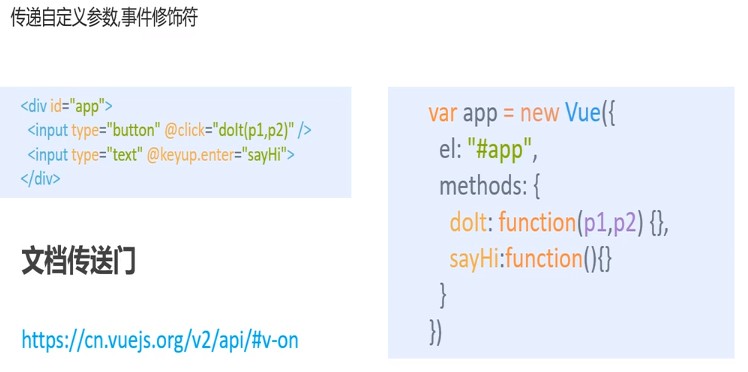 传递自定义参数,事件修饰符
<div id="app">
<input type="button" @click="doIt(p1,p2)" />
<input type="text" @keyup.enter="sayHi">
</div>
文档传送门
https://cn.vuejs.org/v2/api/#v-on
var app = new Vue({
el: "#app",
methods: {
doIt: function(p1,p2) {},
sayHi:function(){}
}
})